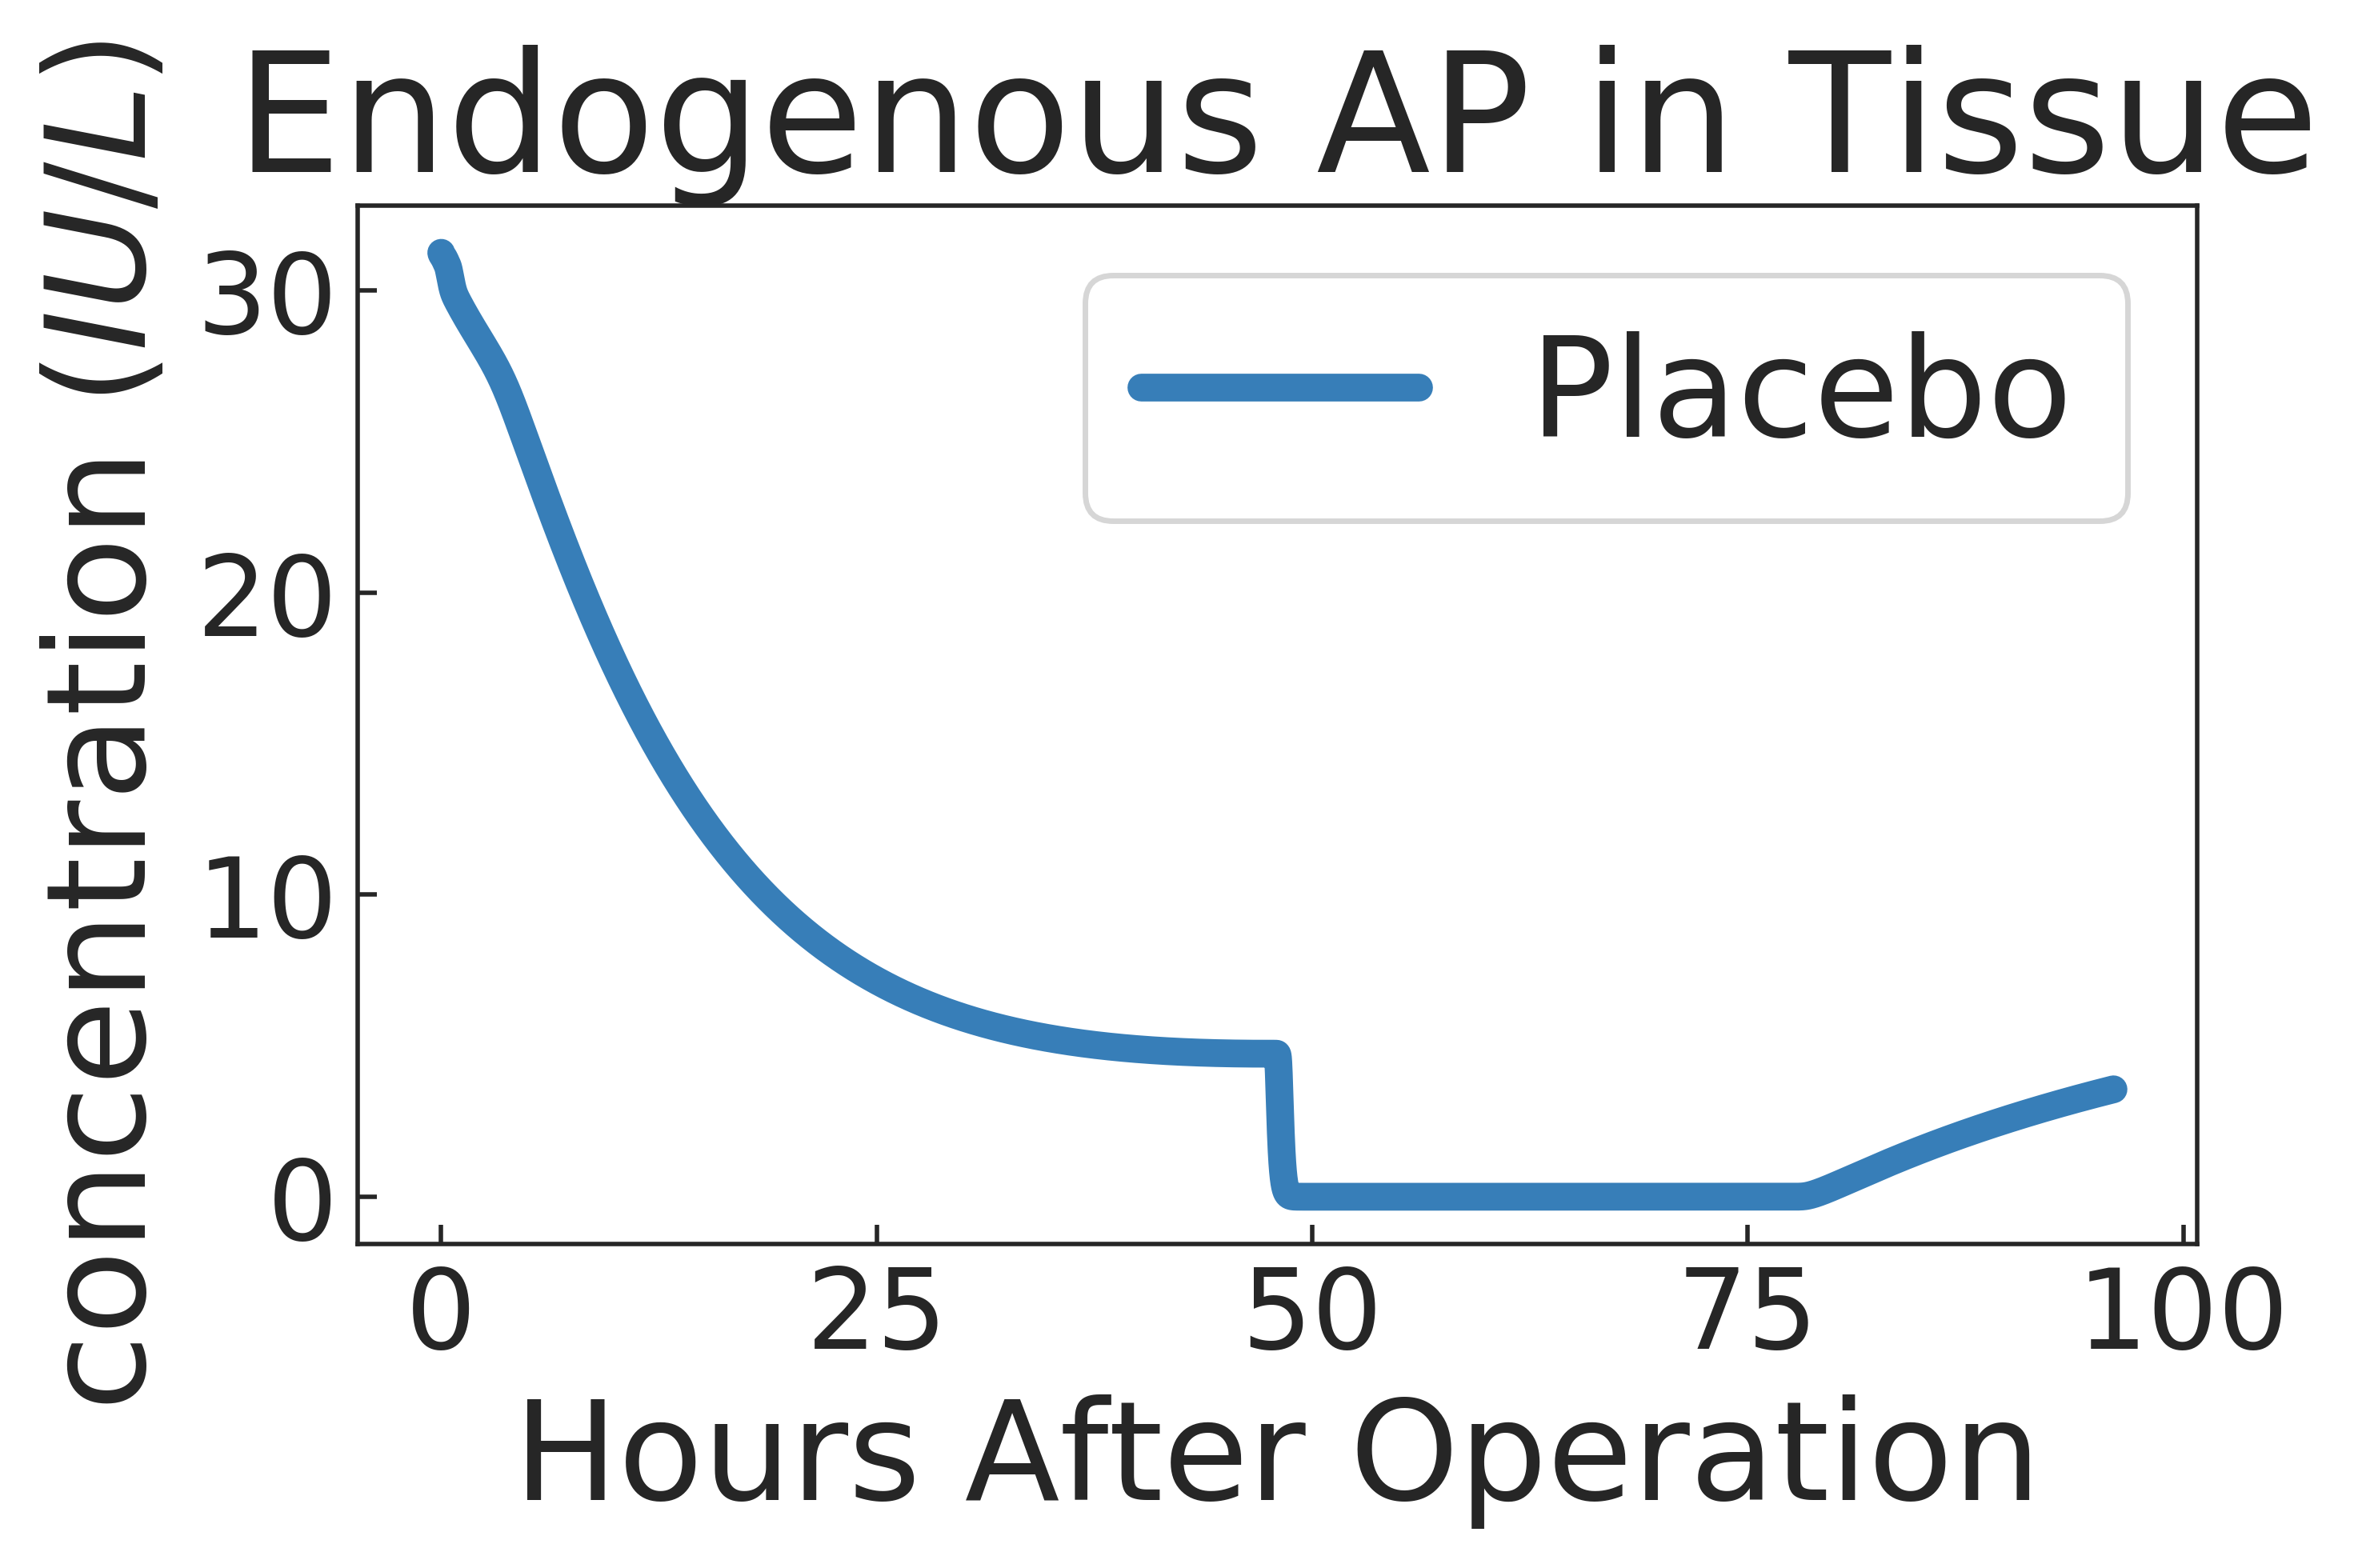 Endogenous AP in Tissue
concentration (IU/L)
30
20
10
0
Placebo
0 25 50 75 100
Hours After Operation